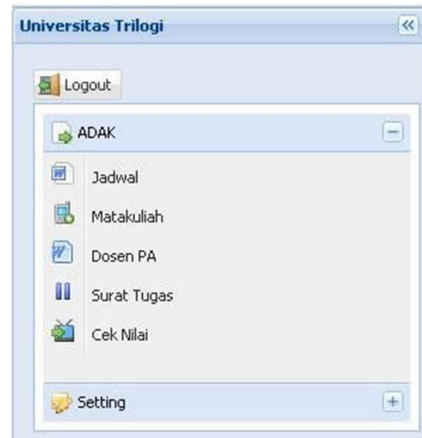 Universitas Trilogi
Logout
ADAK
Jadwal
Matakuliah
Dosen PA
Surat Tugas
Cek Nilai
Setting